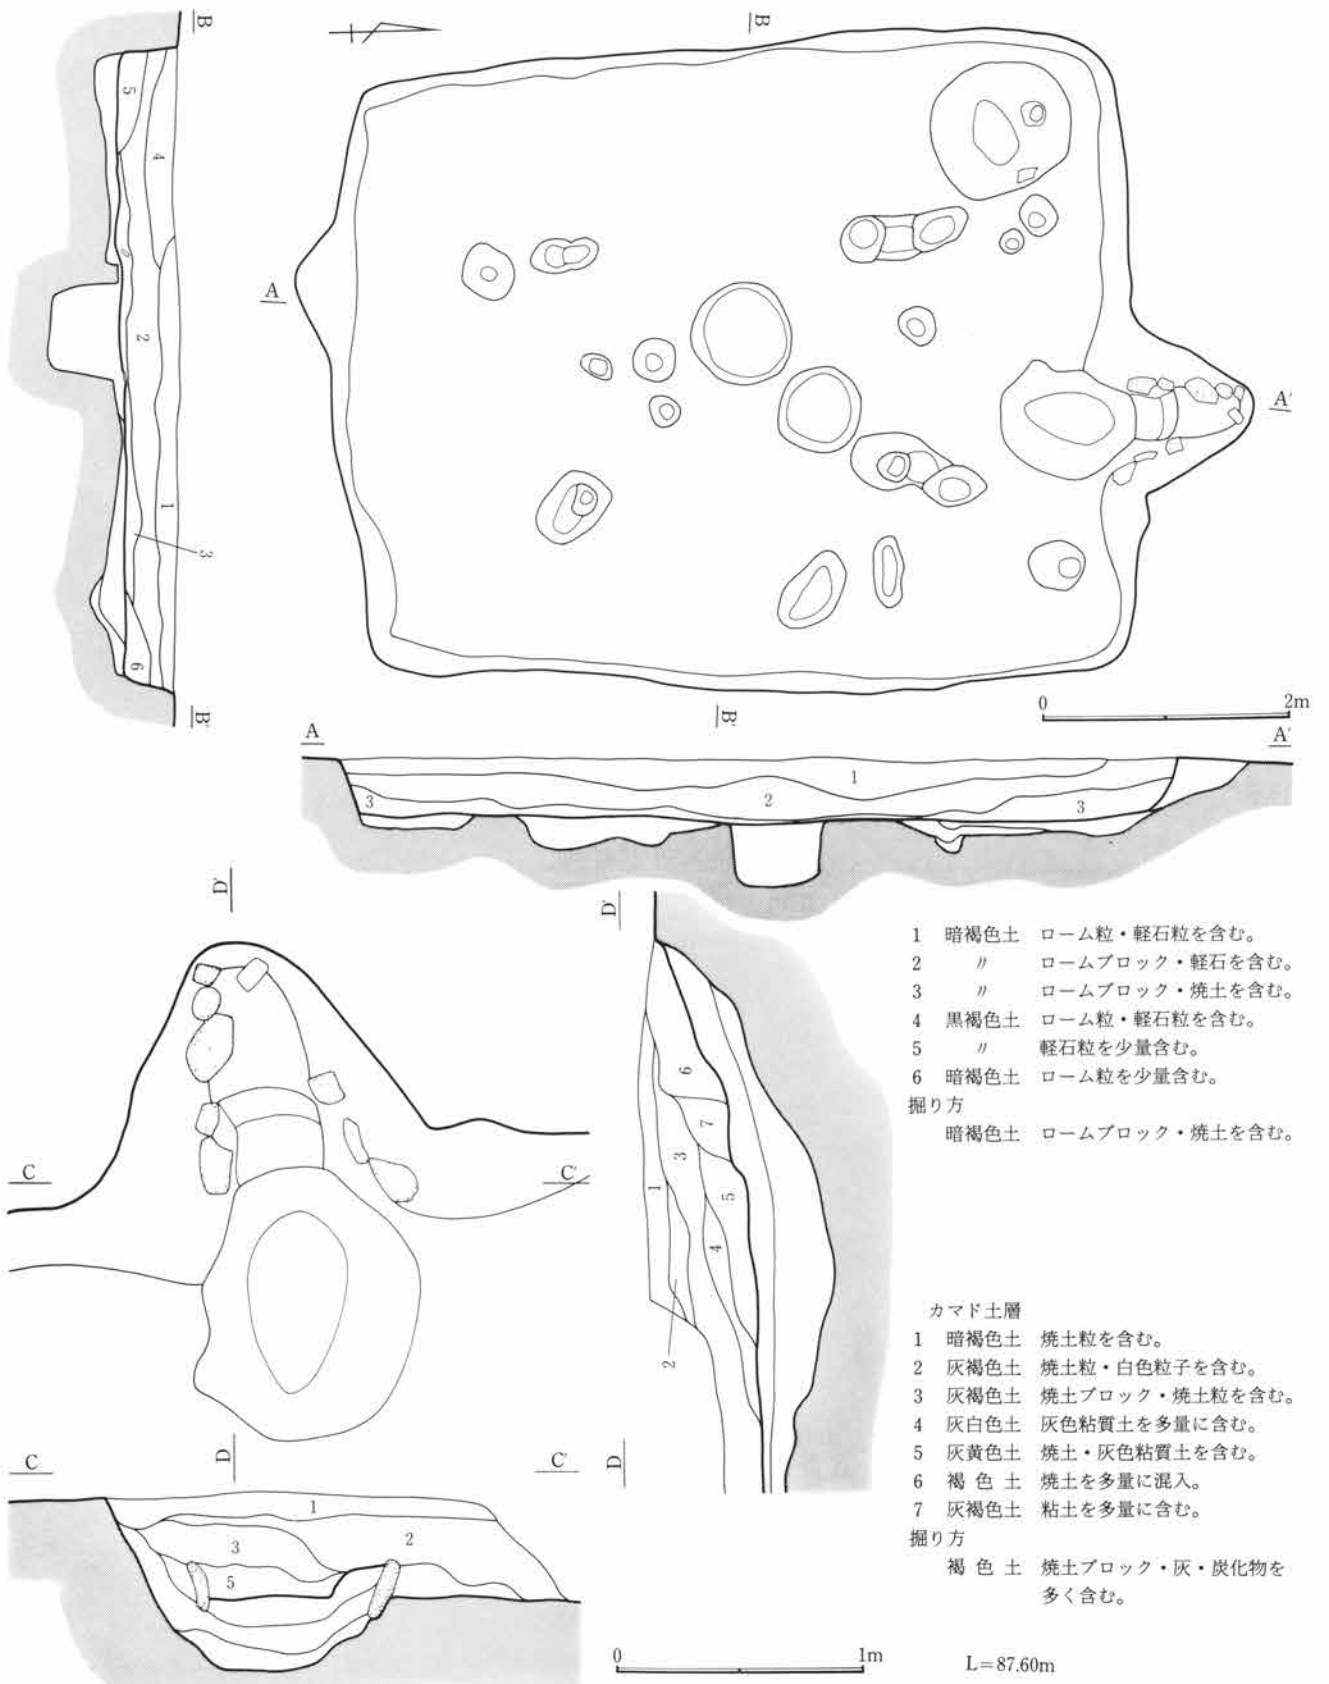 B
B
5
4
2
1
3
6
B'
A
A'
B'
0 2m
A
A'
1
2
3
3
D'
C
C'
D
D'
6
7
3
1
5
4
2
D
1 暗褐色土 ローム粒・軽石粒を含む。
2 〃 ロームブロック・軽石を含む。
3 〃 ロームブロック・焼土を含む。
4 黒褐色土 ローム粒・軽石粒を含む。
5 〃 軽石粒を少量含む。
6 暗褐色土 ローム粒を少量含む。
掘り方
暗褐色土 ロームブロック・焼土を含む。
カマド土層
1 暗褐色土 焼土粒を含む。
2 灰褐色土 焼土粒・白色粒子を含む。
3 灰褐色土 焼土ブロック・焼土粒を含む。
4 灰白色土 灰色粘質土を多量に含む。
5 灰黄色土 焼土・灰色粘質土を含む。
6 褐色土 焼土を多量に混入。
7 灰褐色土 粘土を多量に含む。
掘り方
褐色土 焼土ブロック・灰・炭化物を
多く含む。
C
C'
1
2
3
5
0 1m
L=87.60m